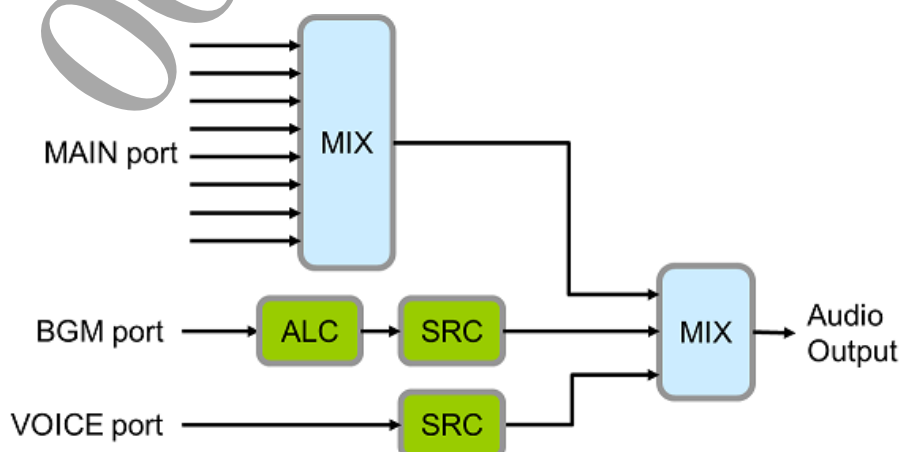 MIX
MAIN port
BGM port
ALC
SRC
MIX
Audio
Output
VOICE port
SRC